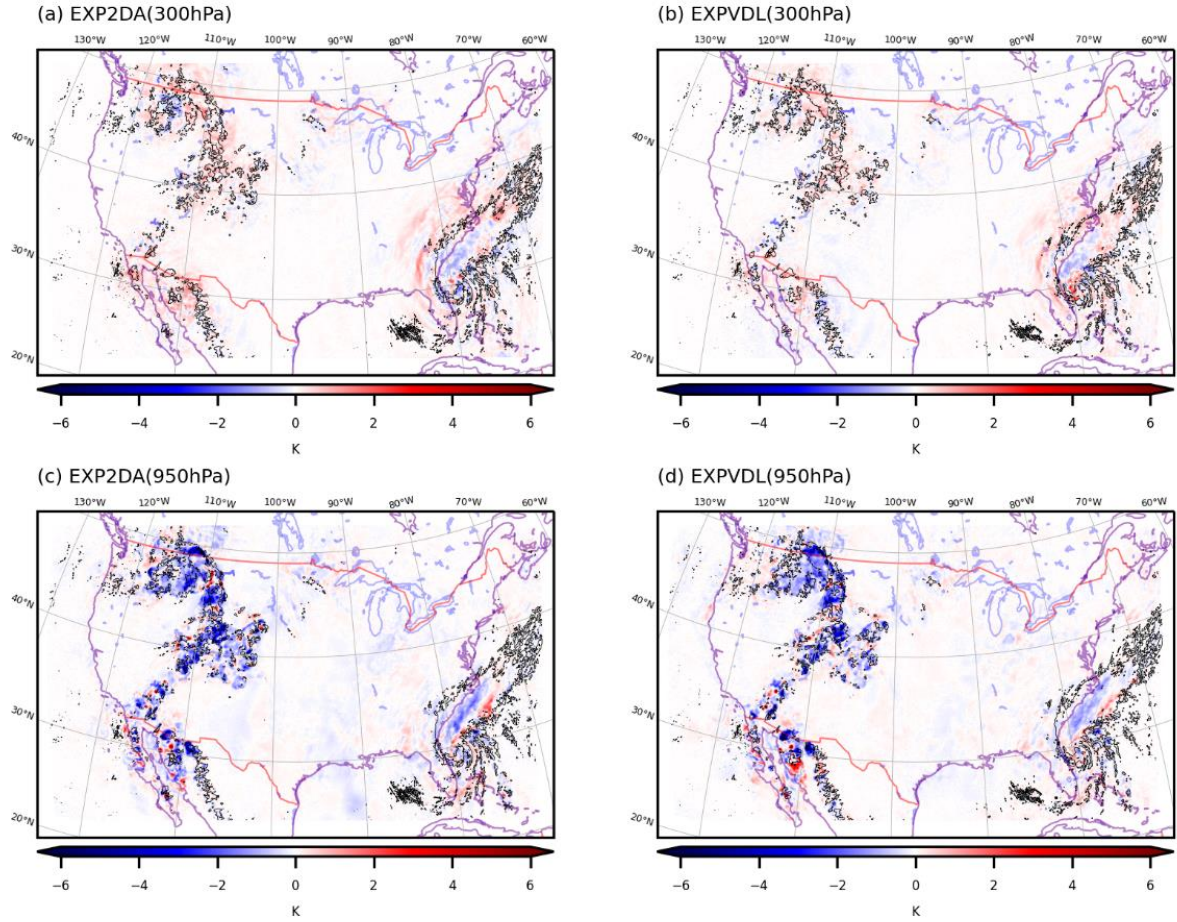 (a) EXP2DA(300hPa)
130°W 120°W 110°W 100°W 90°W 80°W 70°W 60°W
40°N
30°N
20°N
−6 −4 −2 0 2 4 6
K
(b) EXPVDL(300hPa)
130°W 120°W 110°W 100°W 90°W 80°W 70°W 60°W
40°N
30°N
20°N
−6 −4 −2 0 2 4 6
K
(c) EXP2DA(950hPa)
130°W 120°W 110°W 100°W 90°W 80°W 70°W 60°W
40°N
30°N
20°N
−6 −4 −2 0 2 4 6
K
(d) EXPVDL(950hPa)
130°W 120°W 110°W 100°W 90°W 80°W 70°W 60°W
40°N
30°N
20°N
−6 −4 −2 0 2 4 6
K